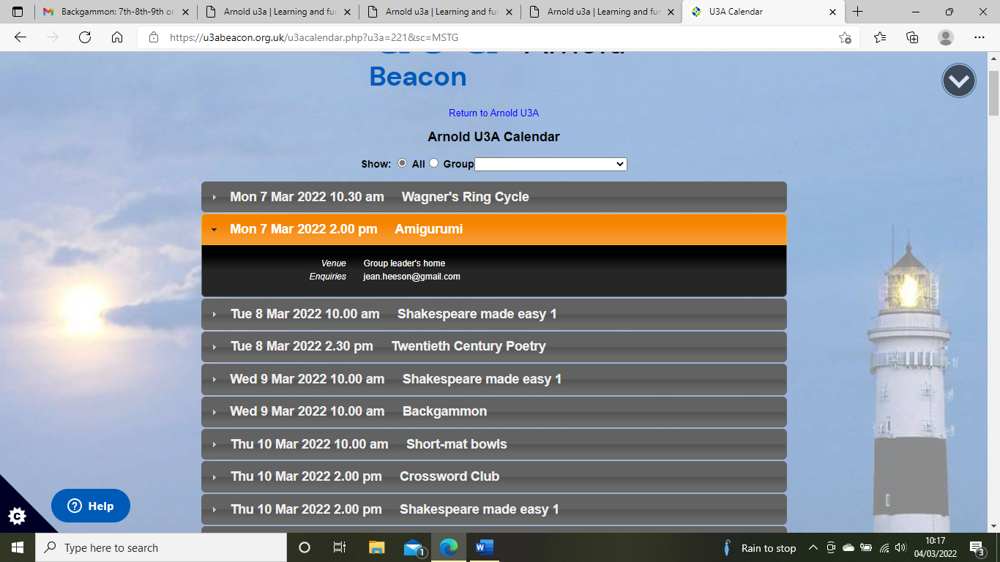 Backgammon: 7th-8th-9th or
Arnold u3a | Learning and fun
Arnold u3a | Learning and fun
Arnold u3a | Learning and fun
U3A Calendar
https://u3abeacon.org.uk/u3acalendar.php?u3a=221&sc=MSTG
Beacon
Return to Arnold U3A
Arnold U3A Calendar
Show: All Group
Mon 7 Mar 2022 10.30 am Wagner's Ring Cycle
Mon 7 Mar 2022 2.00 pm Amigurumi
Venue Group leader's home
Enquiries jean.heeson@gmail.com
Tue 8 Mar 2022 10.00 am Shakespeare made easy 1
Tue 8 Mar 2022 2.30 pm Twentieth Century Poetry
Wed 9 Mar 2022 10.00 am Shakespeare made easy 1
Wed 9 Mar 2022 10.00 am Backgammon
Thu 10 Mar 2022 10.00 am Short-mat bowls
Thu 10 Mar 2022 2.00 pm Crossword Club
Thu 10 Mar 2022 2.00 pm Shakespeare made easy 1
Help
Type here to search
1
Rain to stop
10:17
04/03/2022
3